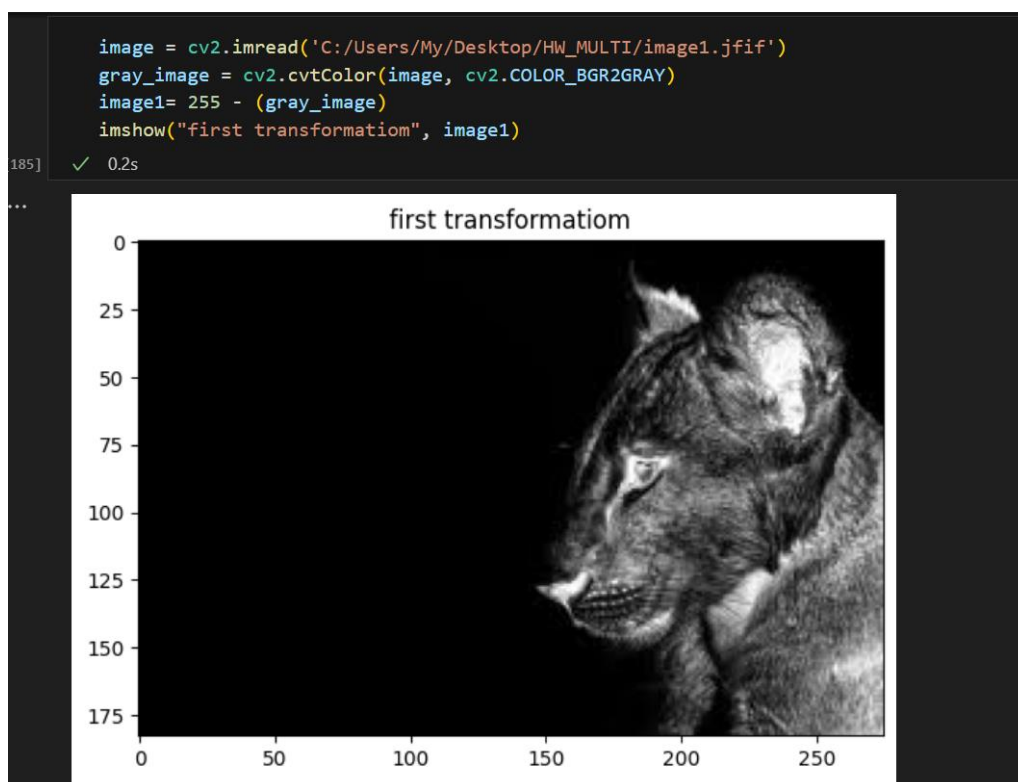 image = cv2.imread('C:/Users/My/Desktop/HW_MULTI/image1.jfif')
gray_image = cv2.cvtColor(image, cv2.COLOR_BGR2GRAY)
image1= 255 - (gray_image)
imshow("first transformatiom", image1)
185] ✓ 0.2s
...
first transformatiom
0
25
50
75
100
125
150
175
0 50 100 150 200 250